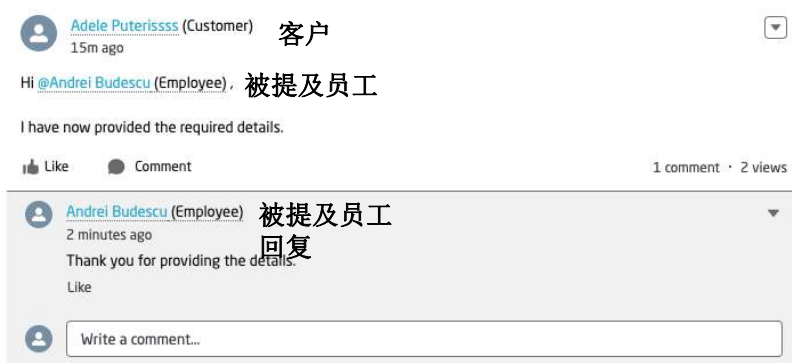 Adele Puterissss (Customer) 客户
15m ago
Hi @Andrei Budescu (Employee) , 被提及员工
I have now provided the required details.
Like Comment 1 comment · 2 views
Andrei Budescu (Employee) 被提及员工
2 minutes ago 回复
Thank you for providing the details.
Like
Write a comment...